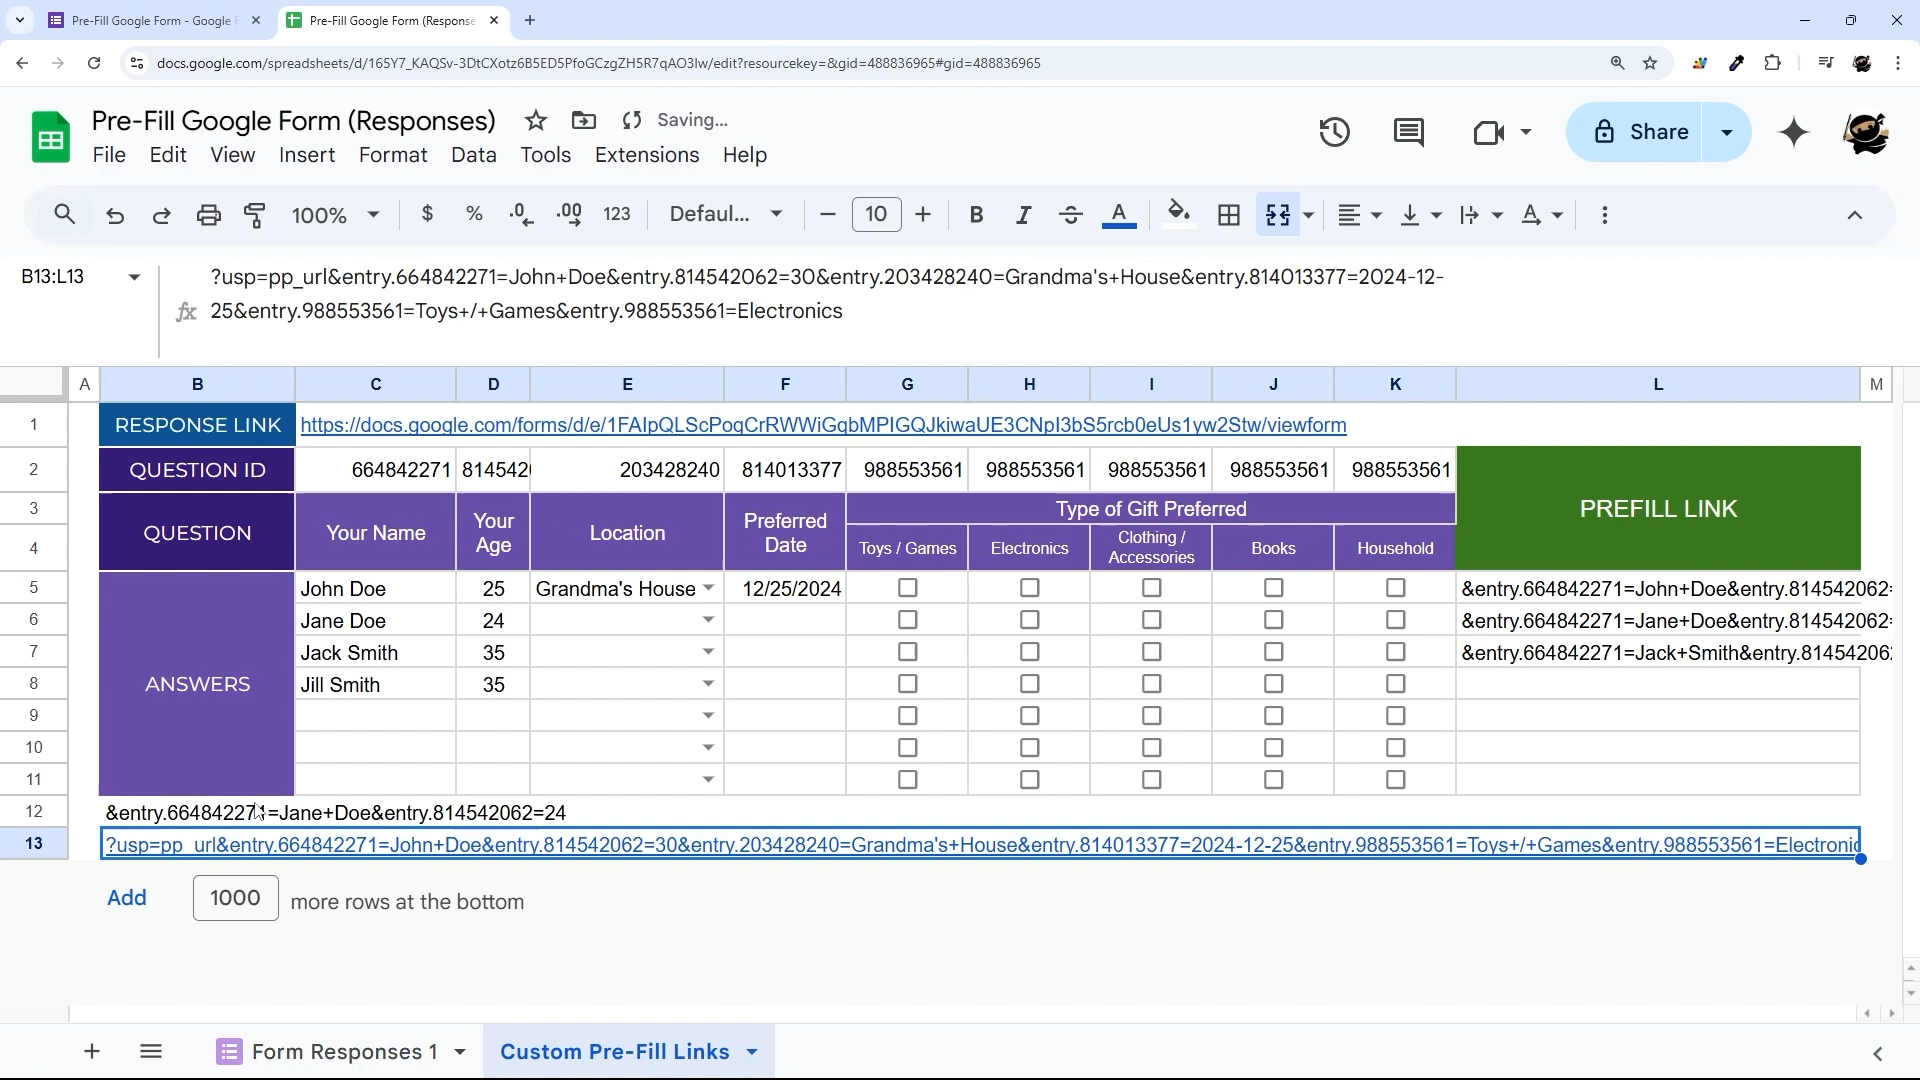 Pre-Fill Google Form - Google F
Pre-Fill Google Form (Response
docs.google.com/spreadsheets/d/165Y7_KAQSv-3DtCXotz6B5ED5PfoGCzgZH5R7qAO3Iw/edit?resourcekey=&gid=488836965#gid=488836965
Pre-Fill Google Form (Responses)
Saving...
File Edit View Insert Format Data Tools Extensions Help
Share
100% $ % .0 .00 123 Defaul... 10 B I A
B13:L13
?usp=pp_url&entry.664842271=John+Doe&entry.814542062=30&entry.203428240=Grandma's+House&entry.814013377=2024-12-
fx 25&entry.988553561=Toys+/+Games&entry.988553561=Electronics
A B C D E F G H I J K L M
1 RESPONSE LINK https://docs.google.com/forms/d/e/1FAIpQLScPoqCrRWWiGqbMPIGQJkiwaUE3CNpI3bS5rcb0eUs1yw2Stw/viewform
2 QUESTION ID 664842271 814542 203428240 814013377 988553561 988553561 988553561 988553561 988553561
PREFILL LINK
3 Type of Gift Preferred
QUESTION Your Name Your Age Location Preferred Date
4 Toys / Games Electronics Clothing / Accessories Books Household
5 John Doe 25 Grandma's House 12/25/2024 &entry.664842271=John+Doe&entry.814542062=
6 Jane Doe 24 &entry.664842271=Jane+Doe&entry.814542062=
7 Jack Smith 35 &entry.664842271=Jack+Smith&entry.81454206
ANSWERS
8 Jill Smith 35
9
10
11
12 &entry.664842271=Jane+Doe&entry.814542062=24
13 ?usp=pp_url&entry.664842271=John+Doe&entry.814542062=30&entry.203428240=Grandma's+House&entry.814013377=2024-12-25&entry.988553561=Toys+/+Games&entry.988553561=Electronic
Add 1000 more rows at the bottom
Form Responses 1
Custom Pre-Fill Links